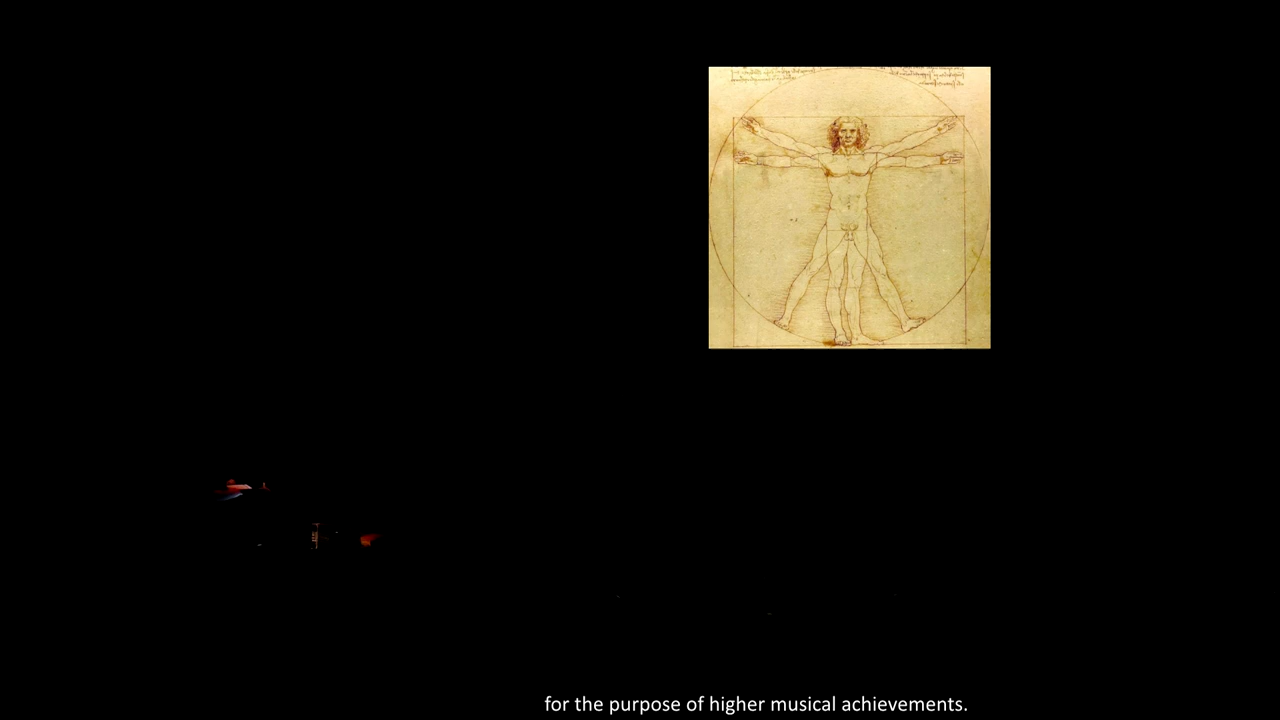 for the purpose of higher musical achievements.